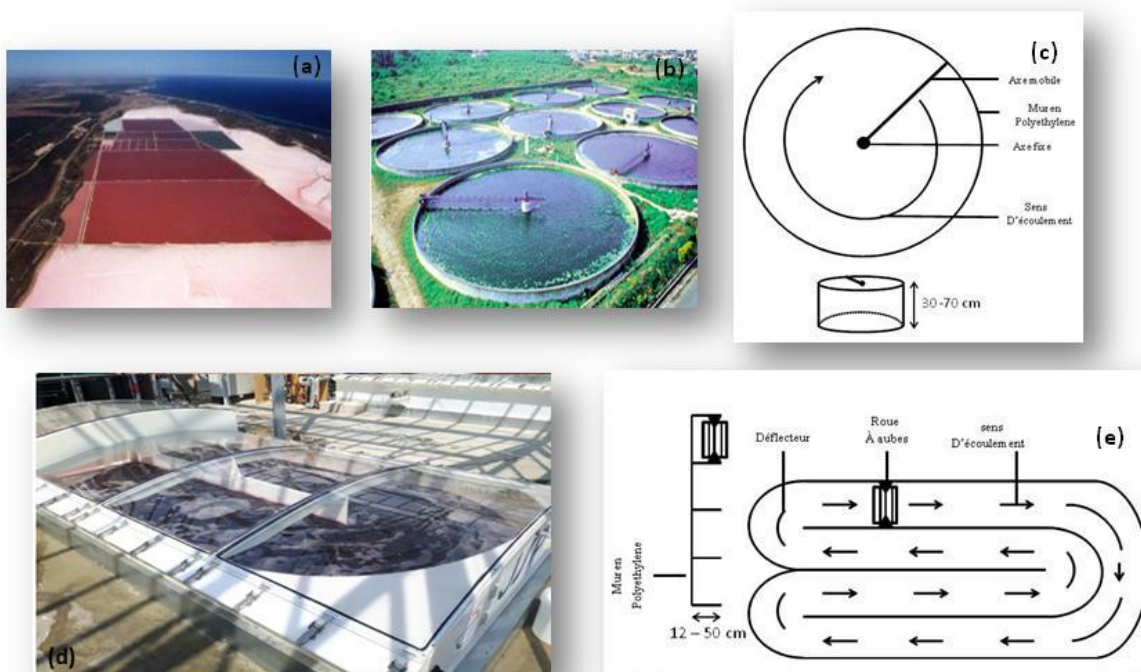 (a)
(b)
(c)
Axe mobile
Mur en
Polyethylene
Axe fixe
Sens
D'écoulement
30 -70 cm
(d)
(e)
Déflecteur
Roue
À aubes
sens
D'écoulement
Mur en
Polyethylene
12 – 50 cm